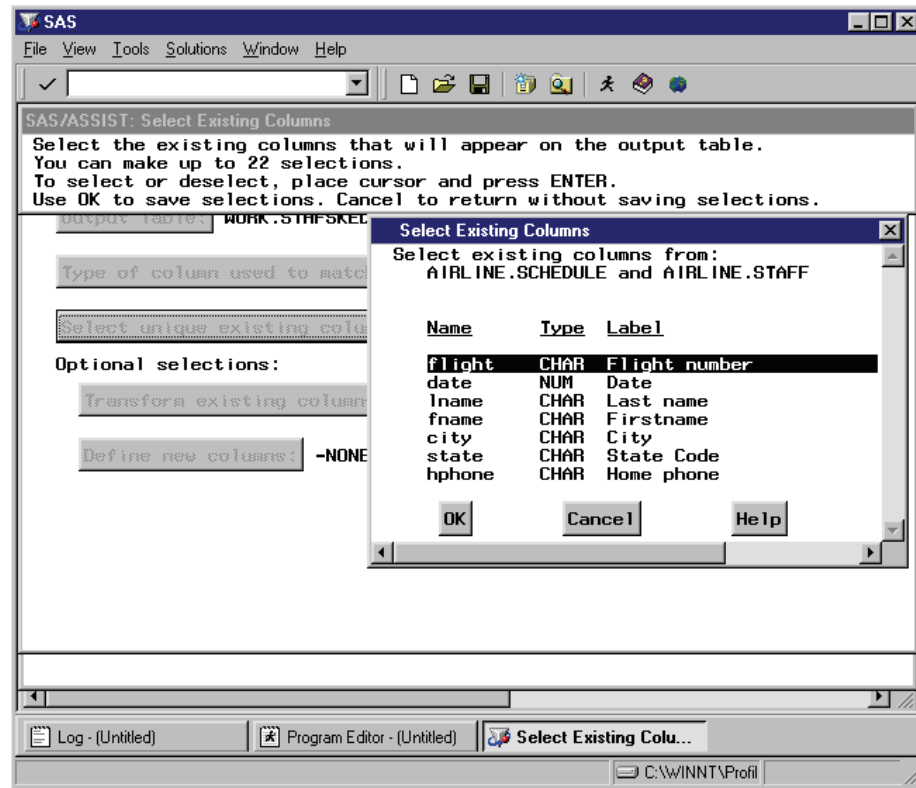 SAS
File View Tools Solutions Window Help
SAS/ASSIST: Select Existing Columns
Select the existing columns that will appear on the output table.
You can make up to 22 selections.
To select or deselect, place cursor and press ENTER.
Use OK to save selections. Cancel to return without saving selections.
Output table: WORK.STAFSKED
Type of column used to match
Select unique existing colu
Optional selections:
Transform existing column
Define new columns: -NONE
Select Existing Columns
Select existing columns from:
AIRLINE.SCHEDULE and AIRLINE.STAFF
Name Type Label
flight CHAR Flight number
date NUM Date
lname CHAR Last name
fname CHAR Firstname
city CHAR City
state CHAR State Code
hphone CHAR Home phone
OK Cancel Help
Log - (Untitled) Program Editor - (Untitled) Select Existing Colu...
C:\WINNT\Profil